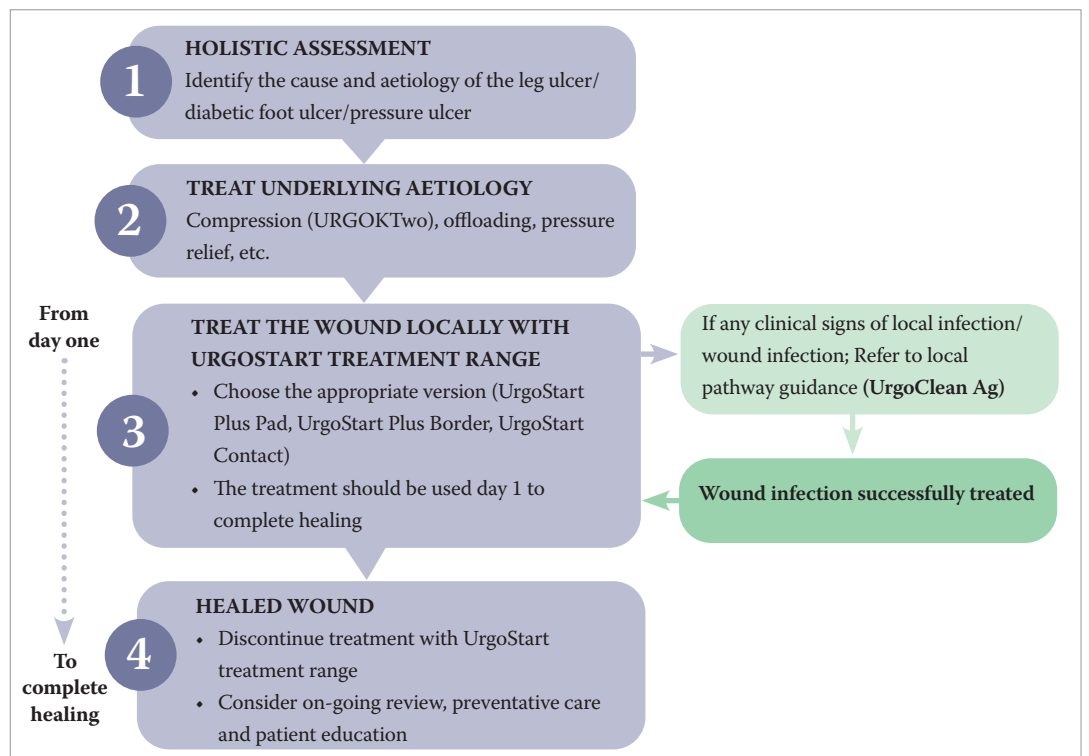 1
HOLISTIC ASSESSMENT
Identify the cause and aetiology of the leg ulcer/
diabetic foot ulcer/pressure ulcer
2
TREAT UNDERLYING AETIOLOGY
Compression (URGOKTwo), offloading, pressure
relief, etc.
From
day one
To
complete
healing
3
TREAT THE WOUND LOCALLY WITH
URGOSTART TREATMENT RANGE
• Choose the appropriate version (UrgoStart
Plus Pad, UrgoStart Plus Border, UrgoStart
Contact)
• The treatment should be used day 1 to
complete healing
If any clinical signs of local infection/
wound infection; Refer to local
pathway guidance (UrgoClean Ag)
Wound infection successfully treated
4
HEALED WOUND
• Discontinue treatment with UrgoStart
treatment range
• Consider on-going review, preventative care
and patient education